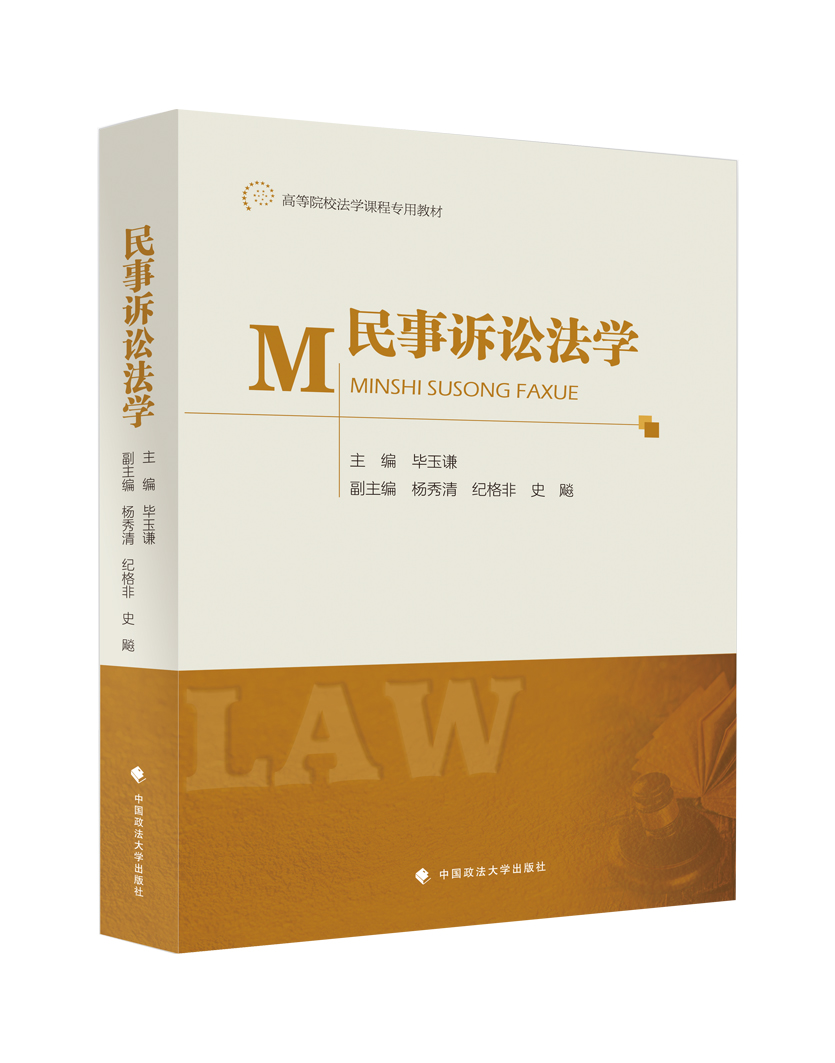 高等院校法学课程专用教材
M
民事诉讼法学
MINSHI SUSONG FAXUE
主 编 毕玉谦
副主编 杨秀清 纪格非 史 飚
LAW
中国政法大学出版社
民事诉讼法学
主 编 毕玉谦
副主编 杨秀清 纪格非 史 飚
中国政法大学出版社